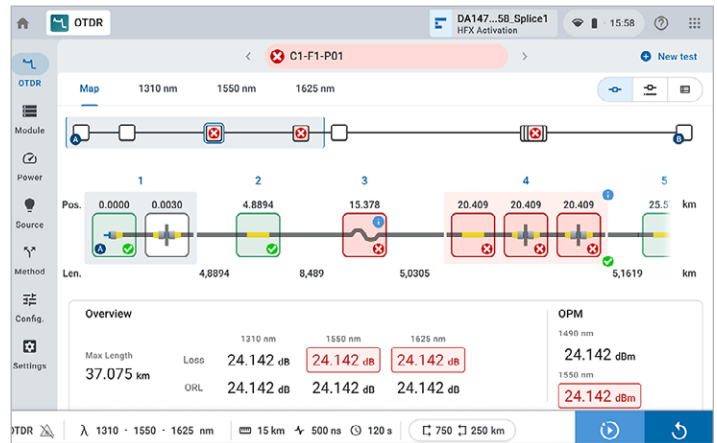 OTDR
DA147...58_Splice1
HFX Activation
15:58
C1-F1-P01
New test
OTDR
Module
Power
Source
Method
Config.
Settings
Map 1310 nm 1550 nm 1625 nm
A B
1 2 3 4 5
Pos. 0.0000 0.0030 4.8894 15.378 20.409 20.409 20.409 25.5 km
A
Len. 4,8894 8,489 5,0305 5,1619 km
Overview
1310 nm 1550 nm 1625 nm
Max Length
37.075 km
Loss 24.142 dB 24.142 dB 24.142 dB
ORL 24.142 dB 24.142 dB 24.142 dB
OPM
1490 nm
24.142 dBm
1550 nm
24.142 dBm
OTDR λ 1310 · 1550 · 1625 nm 15 km 500 ns 120 s 750 250 km